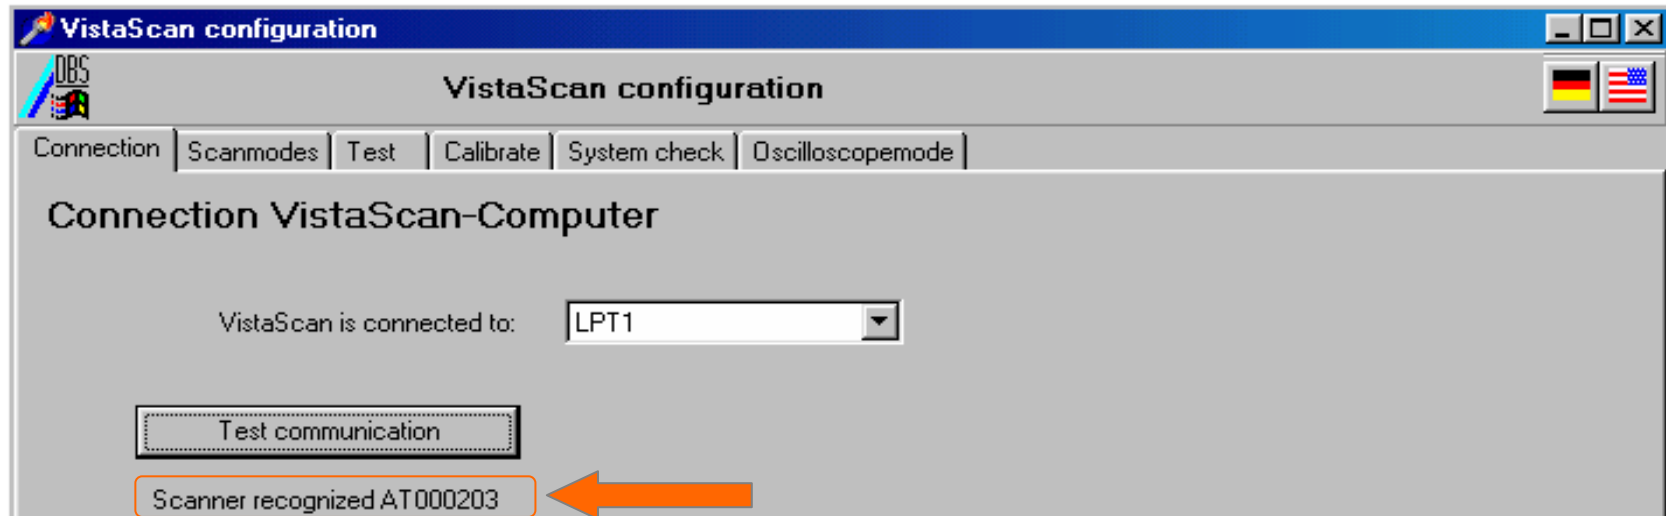 VistaScan configuration
DBS
VistaScan configuration
Connection Scanmodes Test Calibrate System check Oscilloscopemode
Connection VistaScan-Computer
VistaScan is connected to: LPT1
Test communication
Scanner recognized AT000203